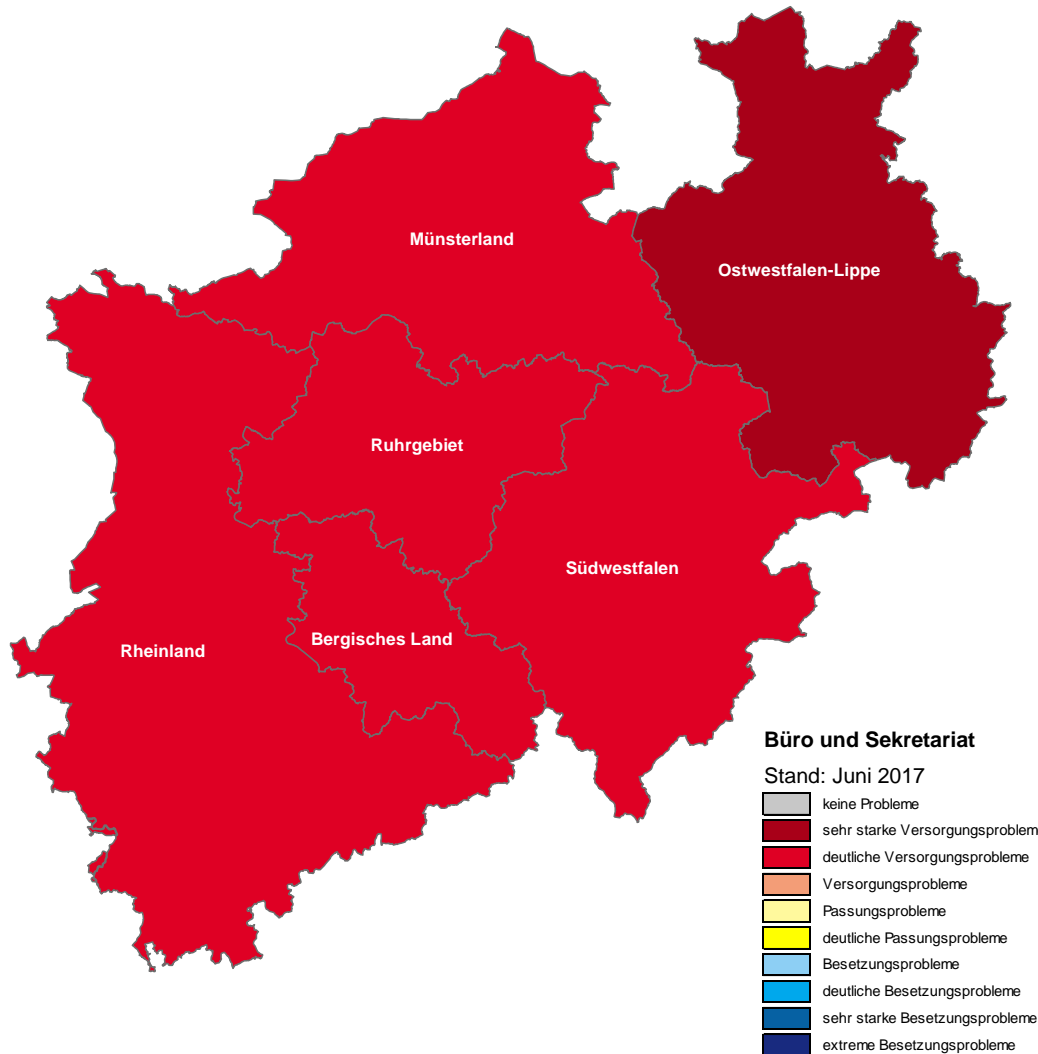 Münsterland
Ostwestfalen-Lippe
Ruhrgebiet
Südwestfalen
Bergisches Land
Rheinland
Büro und Sekretariat
Stand: Juni 2017
keine Probleme
sehr starke Versorgungsproblem
deutliche Versorgungsprobleme
Versorgungsprobleme
Passungsprobleme
deutliche Passungsprobleme
Besetzungsprobleme
deutliche Besetzungsprobleme
sehr starke Besetzungsprobleme
extreme Besetzungsprobleme